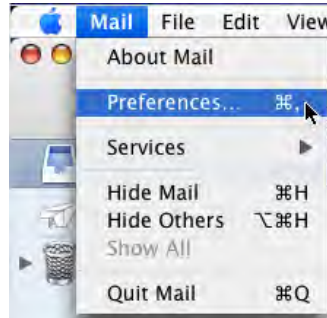 Mail File Edit View
About Mail
Preferences... ⌘,
Services
Hide Mail ⌘H
Hide Others ⌥⌘H
Show All
Quit Mail ⌘Q